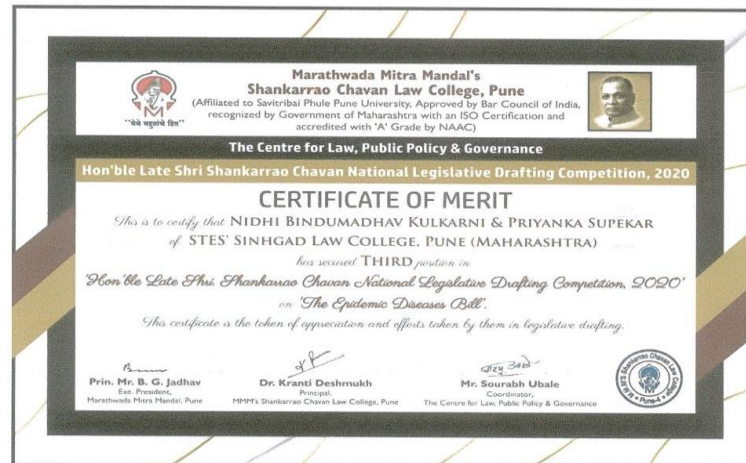 Marathwada Mitra Mandal's
Shankarrao Chavan Law College, Pune
(Affiliated to Savitribai Phule Pune University, Approved by Bar Council of India,
recognized by Government of Maharashtra with an ISO Certification and
accredited with 'A' Grade by NAAC)
"येथे बहुतांचे हित"
The Centre for Law, Public Policy & Governance
Hon'ble Late Shri Shankarrao Chavan National Legislative Drafting Competition, 2020
CERTIFICATE OF MERIT
This is to certify that NIDHI BINDUMADHAV KULKARNI & PRIYANKA SUPEKAR
of STES' SINHGAD LAW COLLEGE, PUNE (MAHARASHTRA)
has secured THIRD position in
'Hon'ble Late Shri. Shankarrao Chavan National Legislative Drafting Competition, 2020'
on 'The Epidemic Diseases Bill'.
This certificate is the token of appreciation and efforts taken by them in legislative drafting.
Prin. Mr. B. G. Jadhav
Exe. President,
Marathwada Mitra Mandal, Pune
Dr. Kranti Deshmukh
Principal,
MMM's Shankarrao Chavan Law College, Pune
Mr. Sourabh Ubale
Coordinator,
The Centre for Law, Public Policy & Governance
M.M.M'S Shankarrao Chavan Law College
Pune-4